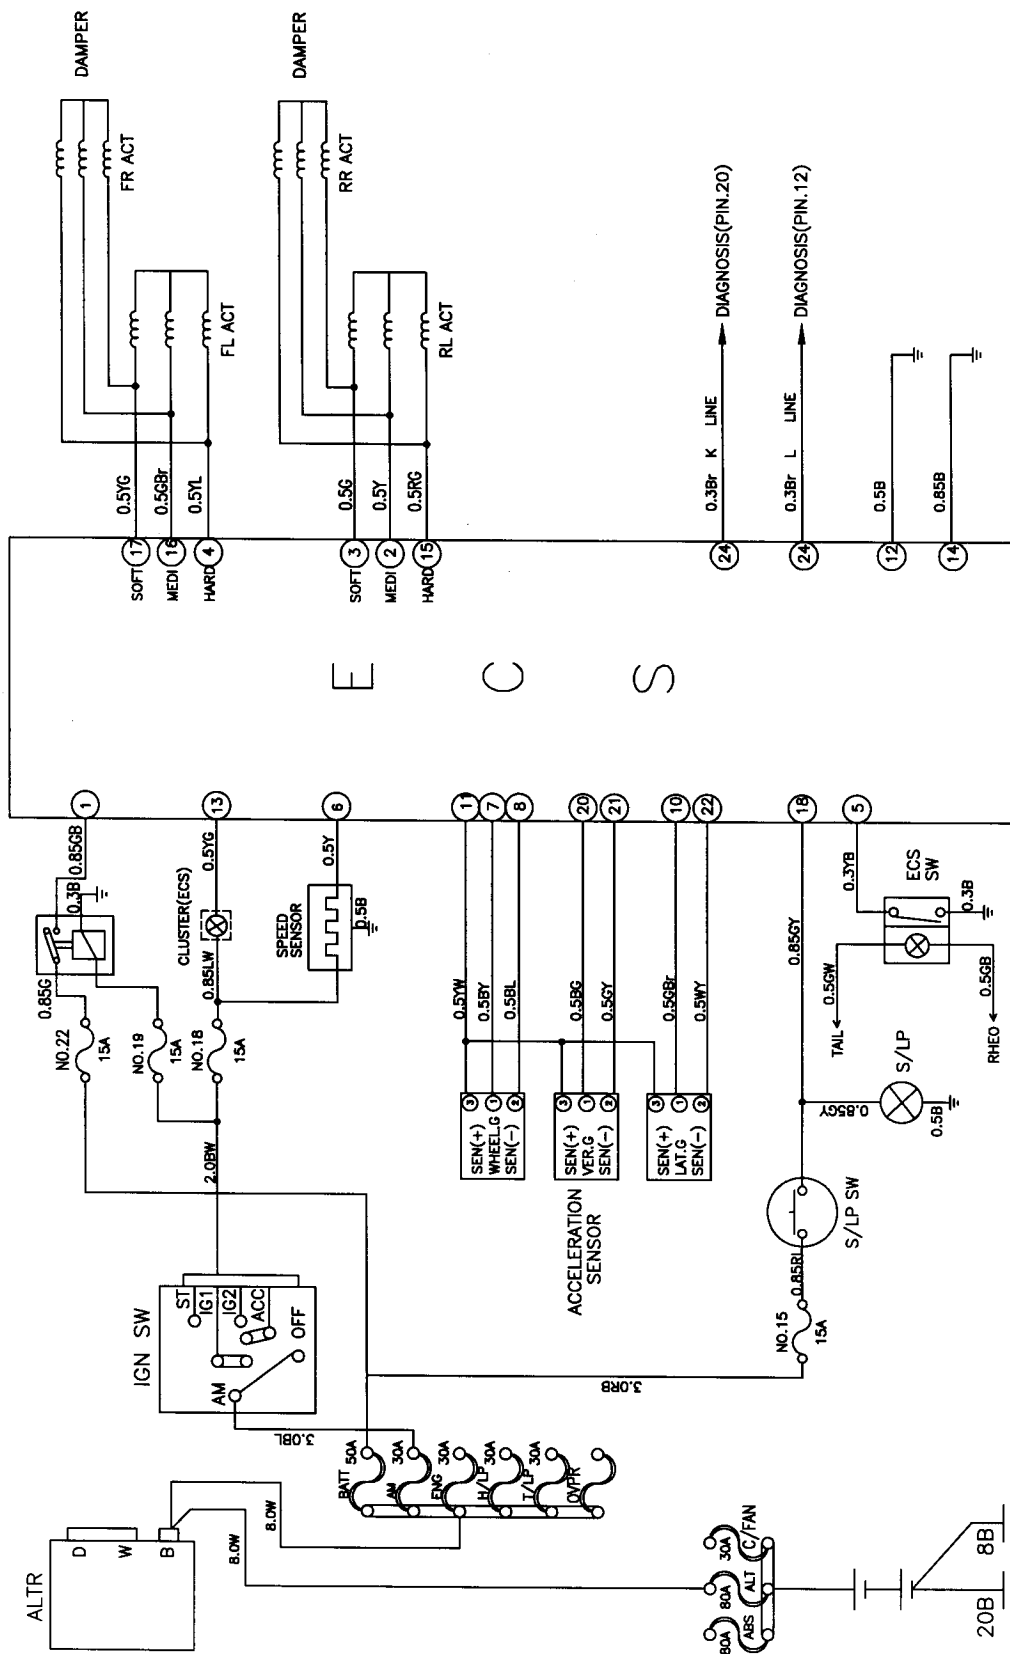 DAMPER
FR ACT
FL ACT
DAMPER
RR ACT
RL ACT
DIAGNOSIS(PIN.20)
DIAGNOSIS(PIN.12)
0.5YG
0.5GBr
0.5YL
0.5G
0.5Y
0.5RG
0.3Br K LINE
0.3Br L LINE
0.5B
0.85B
17
16
4
3
2
15
24
24
12
14
SOFT
MEDI
HARD
SOFT
MEDI
HARD
E C S
1
13
6
11
7
8
20
21
10
22
18
5
0.85GB
0.3B
0.5YG
CLUSTER(ECS)
0.85LW
0.5Y
SPEED
SENSOR
0.5B
0.5YW
0.5BY
0.5BL
0.5BG
0.5GY
0.5GBr
0.5WY
0.85GY
0.3YB
ECS
SW
0.3B
0.5GW
0.5GB
TAIL
RHEO
0.85G
NO.22
15A
NO.19
15A
NO.18
15A
2.0BW
3
1
2
SEN(+)
WHEEL.G
SEN(-)
3
1
2
SEN(+)
VER.G
SEN(-)
3
1
2
SEN(+)
LAT.G
SEN(-)
ACCELERATION
SENSOR
0.85GY
S/LP
0.5B
S/LP SW
0.85RL
NO.15
15A
IGN SW
ST
IG1
IG2
ACC
AM
OFF
3.0BL
3.0RB
BATT
50A
AM
30A
ENG
30A
H/LP
30A
T/LP
30A
OVPR
ALTR
D
W
B
8.0W
8.0W
80A
ABS
80A
ALT
30A
C/FAN
20B
8B